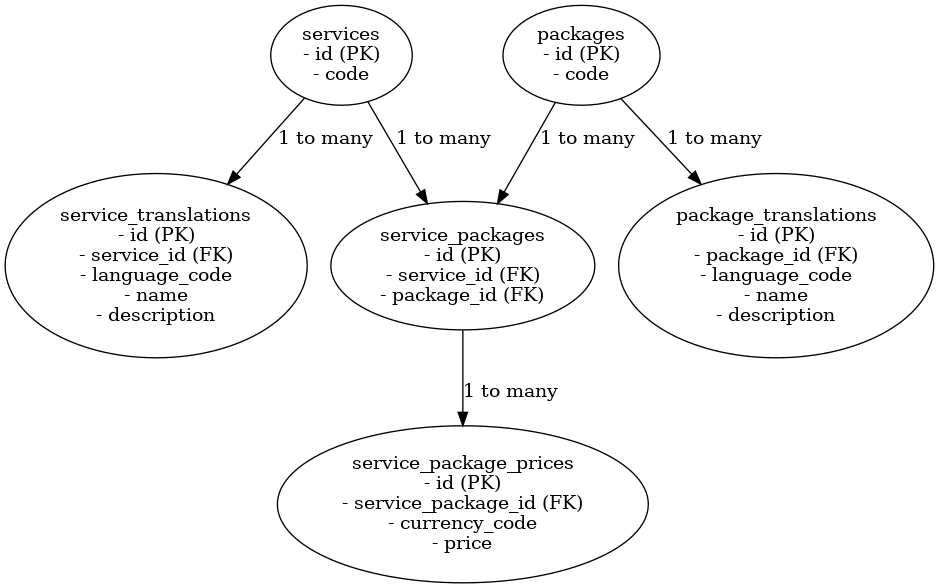 services
- id (PK)
- code
packages
- id (PK)
- code
1 to many
1 to many
1 to many
1 to many
service_translations
- id (PK)
- service_id (FK)
- language_code
- name
- description
service_packages
- id (PK)
- service_id (FK)
- package_id (FK)
package_translations
- id (PK)
- package_id (FK)
- language_code
- name
- description
1 to many
service_package_prices
- id (PK)
- service_package_id (FK)
- currency_code
- price